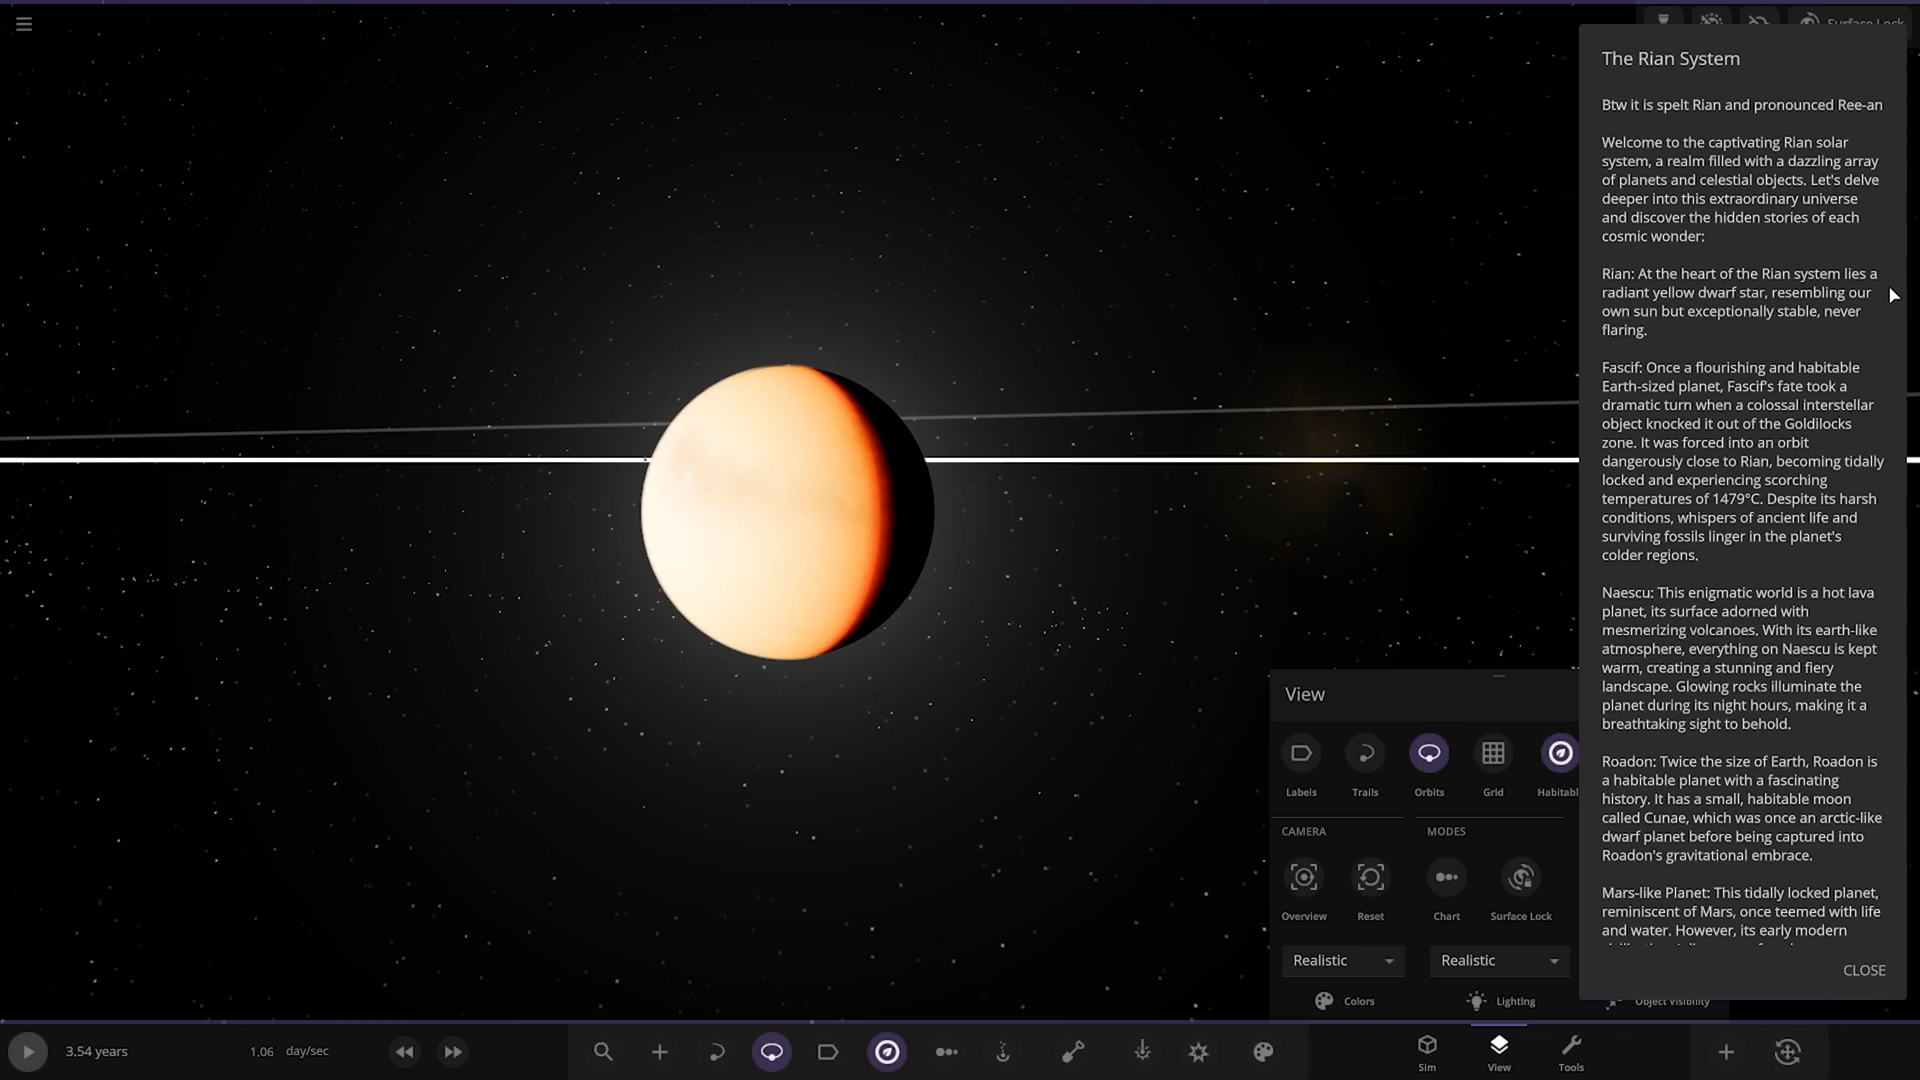 Surface Lock
The Rian System
Btw it is spelt Rian and pronounced Ree-an
Welcome to the captivating Rian solar
system, a realm filled with a dazzling array
of planets and celestial objects. Let's delve
deeper into this extraordinary universe
and discover the hidden stories of each
cosmic wonder:
Rian: At the heart of the Rian system lies a
radiant yellow dwarf star, resembling our
own sun but exceptionally stable, never
flaring.
Fascif: Once a flourishing and habitable
Earth-sized planet, Fascif's fate took a
dramatic turn when a colossal interstellar
object knocked it out of the Goldilocks
zone. It was forced into an orbit
dangerously close to Rian, becoming tidally
locked and experiencing scorching
temperatures of 1479°C. Despite its harsh
conditions, whispers of ancient life and
surviving fossils linger in the planet's
colder regions.
Naescu: This enigmatic world is a hot lava
planet, its surface adorned with
mesmerizing volcanoes. With its earth-like
atmosphere, everything on Naescu is kept
warm, creating a stunning and fiery
landscape. Glowing rocks illuminate the
planet during its night hours, making it a
breathtaking sight to behold.
Roadon: Twice the size of Earth, Roadon is
a habitable planet with a fascinating
history. It has a small, habitable moon
called Cunae, which was once an arctic-like
dwarf planet before being captured into
Roadon's gravitational embrace.
Mars-like Planet: This tidally locked planet,
reminiscent of Mars, once teemed with life
and water. However, its early modern
CLOSE
View
Labels Trails Orbits Grid Habitabl
CAMERA MODES
Overview Reset Chart Surface Lock
Realistic Realistic
Colors Lighting Object Visibility
3.54 years 1.06 day/sec
Sim View Tools